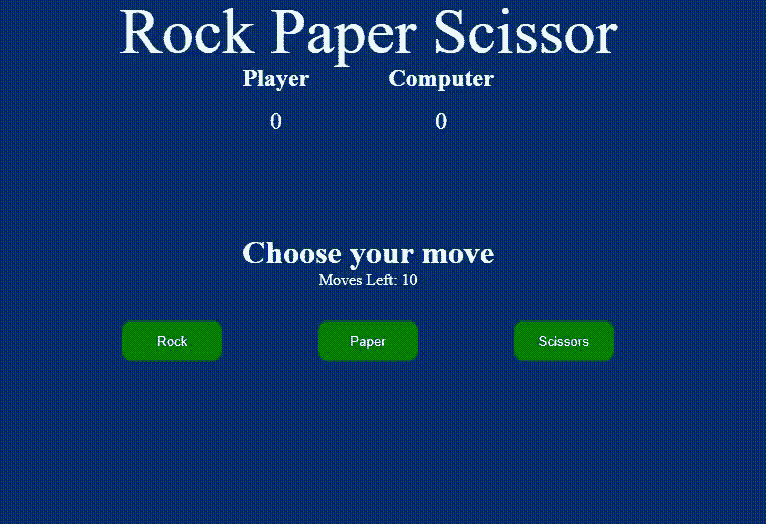 Rock Paper Scissor
Player Computer
0 0
Choose your move
Moves Left: 10
Rock Paper Scissors